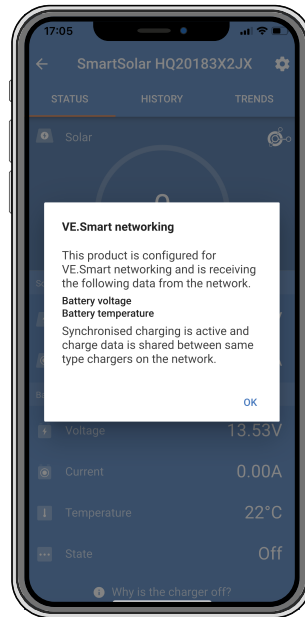 17:05
SmartSolar HQ20183X2JX
STATUS HISTORY TRENDS
Solar
VE.Smart networking
This product is configured for
VE.Smart networking and is receiving
the following data from the network.
Battery voltage
Battery temperature
Synchronised charging is active and
charge data is shared between same
type chargers on the network.
OK
Voltage 13.53V
Current 0.00A
Temperature 22°C
State Off
Why is the charger off?